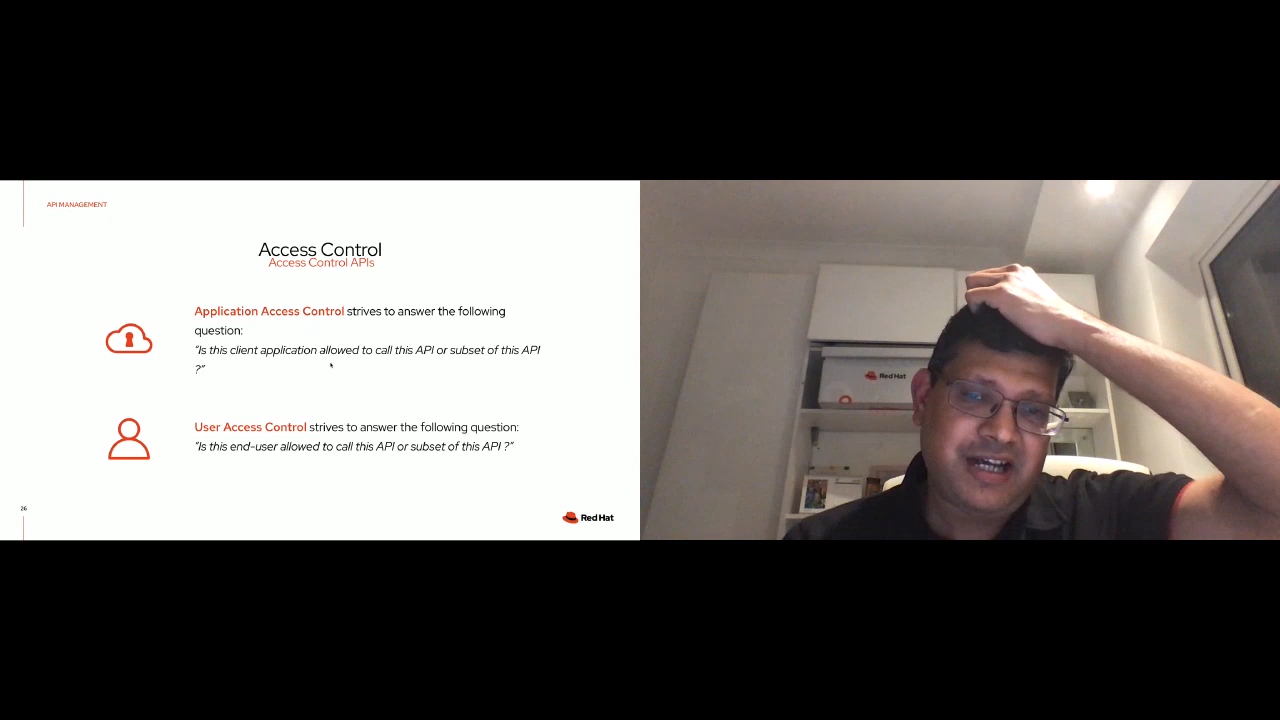 API MANAGEMENT
Access Control
Access Control APIs
Application Access Control strives to answer the following
question:
"Is this client application allowed to call this API or subset of this API
?"
User Access Control strives to answer the following question:
"Is this end-user allowed to call this API or subset of this API ?"
26
Red Hat
Red Hat